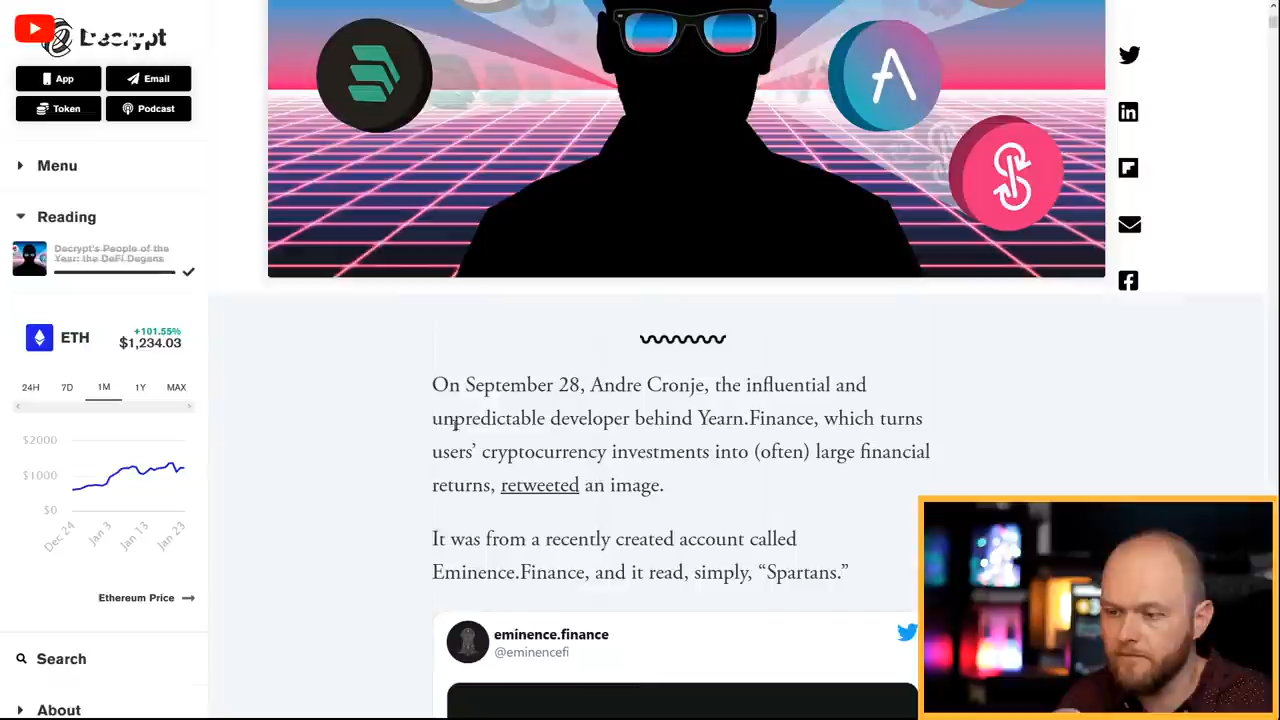 Decrypt
App
Email
Token
Podcast
Menu
Reading
Decrypt's People of the
Year: the DeFi Degens
ETH
+101.55%
$1,234.03
24H
7D
1M
1Y
MAX
$2000
$1000
$0
Dec 24
Jan 3
Jan 13
Jan 23
Ethereum Price
Search
About
On September 28, Andre Cronje, the influential and
unpredictable developer behind Yearn.Finance, which turns
users’ cryptocurrency investments into (often) large financial
returns, retweeted an image.
It was from a recently created account called
Eminence.Finance, and it read, simply, “Spartans.”
eminence.finance
@eminencefi